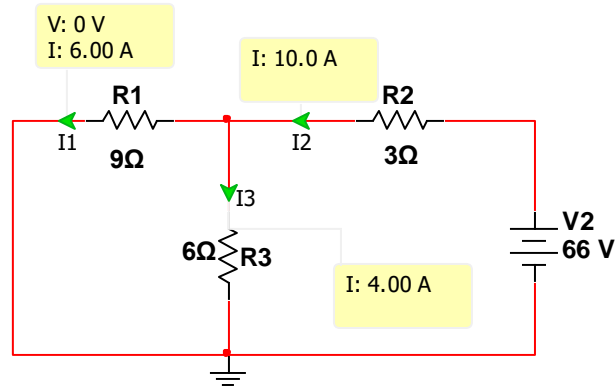 V: 0 V
I: 6.00 A
I: 10.0 A
R1
R2
I1
I2
9Ω
3Ω
I3
V2
6Ω
R3
66 V
I: 4.00 A